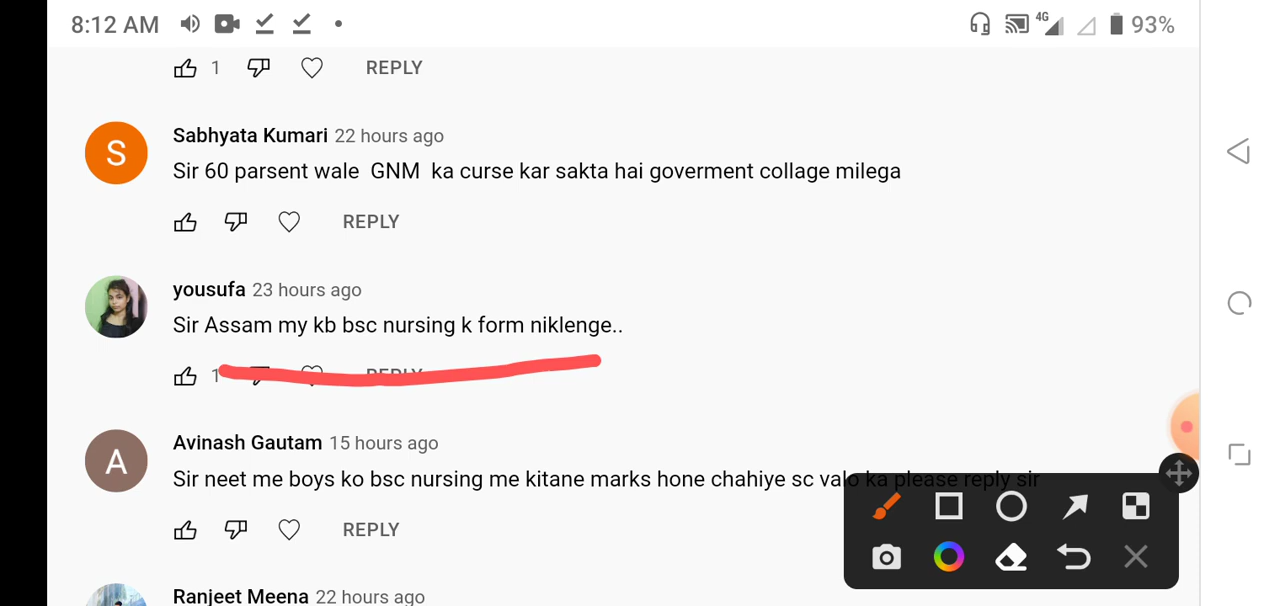 8:12 AM 4G 93%
1 REPLY
Sabhyata Kumari 22 hours ago
Sir 60 parsent wale GNM ka curse kar sakta hai goverment collage milega
REPLY
yousufa 23 hours ago
Sir Assam my kb bsc nursing k form niklenge..
1 REPLY
Avinash Gautam 15 hours ago
Sir neet me boys ko bsc nursing me kitane marks hone chahiye sc valo ka please reply sir
REPLY
Ranjeet Meena 22 hours ago
S
A